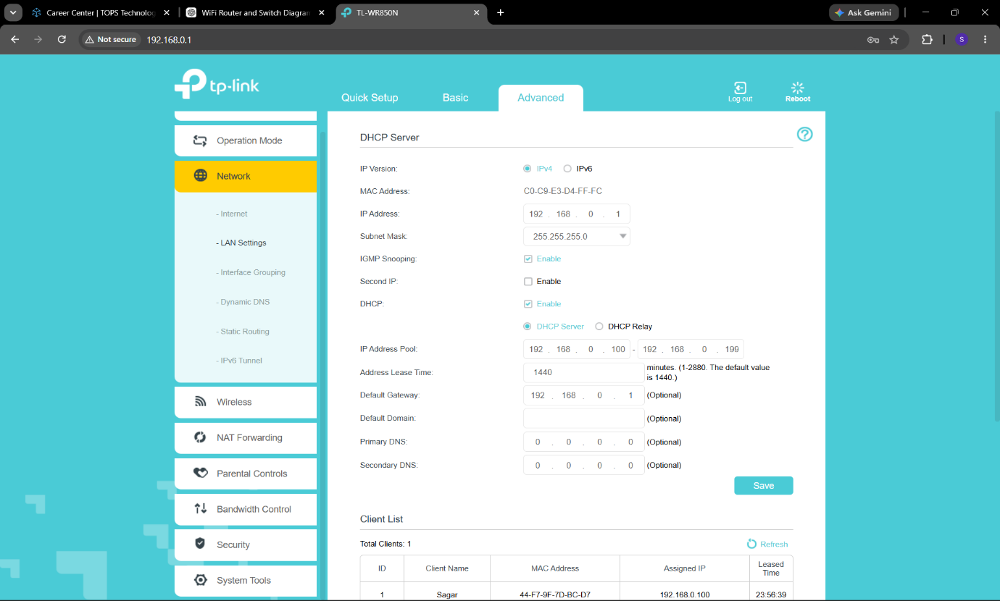 Career Center | TOPS Technolog
WiFi Router and Switch Diagram
TL-WR850N
Ask Gemini
Not secure 192.168.0.1
S
tp-link
Quick Setup Basic Advanced
Log out Reboot
Operation Mode
Network
- Internet
- LAN Settings
- Interface Grouping
- Dynamic DNS
- Static Routing
- IPv6 Tunnel
Wireless
NAT Forwarding
Parental Controls
Bandwidth Control
Security
System Tools
DHCP Server
?
IP Version: IPv4 IPv6
MAC Address: C0-C9-E3-D4-FF-FC
IP Address: 192 . 168 . 0 . 1
Subnet Mask: 255.255.255.0
IGMP Snooping: Enable
Second IP: Enable
DHCP: Enable
DHCP Server DHCP Relay
IP Address Pool: 192 . 168 . 0 . 100 - 192 . 168 . 0 . 199
Address Lease Time: 1440 minutes. (1-2880. The default value
is 1440.)
Default Gateway: 192 . 168 . 0 . 1 (Optional)
Default Domain: (Optional)
Primary DNS: 0 . 0 . 0 . 0 (Optional)
Secondary DNS: 0 . 0 . 0 . 0 (Optional)
Save
Client List
Total Clients: 1
Refresh
ID Client Name MAC Address Assigned IP Leased
Time
1 Sagar 44-F7-9F-7D-BC-D7 192.168.0.100 23:56:39